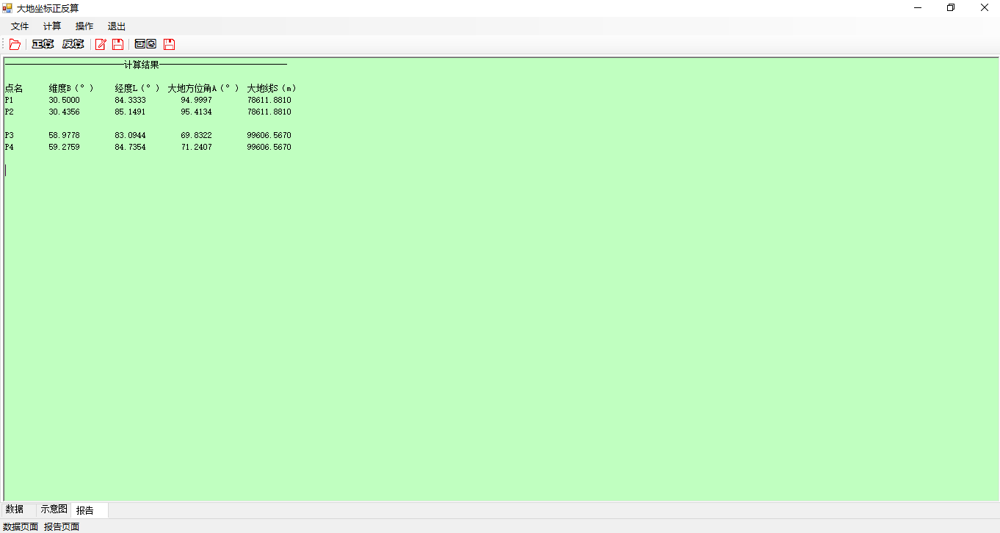 大地坐标正反算
文件 计算 操作 退出
正算 反算 画图
计算结果
点名 维度B（°） 经度L（°） 大地方位角A（°） 大地线S（m）
P1 30.5000 84.3333 94.9997 78611.8810
P2 30.4356 85.1491 95.4134 78611.8810
P3 58.9778 83.0944 69.8322 99606.5670
P4 59.2759 84.7354 71.2407 99606.5670
数据 示意图 报告
数据页面 报告页面